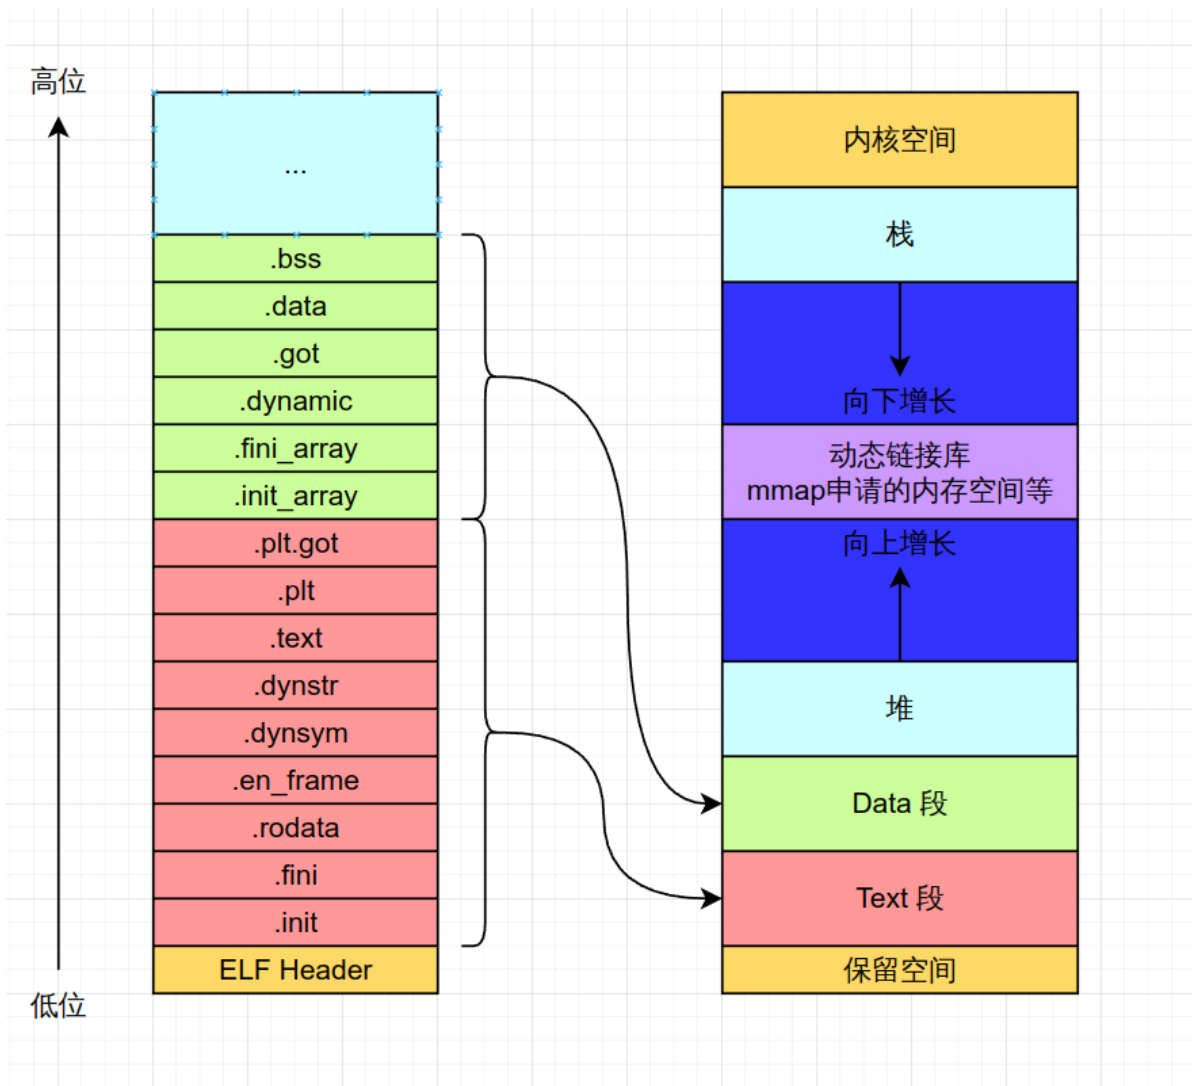 高位
...
.bss
.data
.got
.dynamic
.fini_array
.init_array
.plt.got
.plt
.text
.dynstr
.dynsym
.en_frame
.rodata
.fini
.init
ELF Header
低位
内核空间
栈
向下增长
动态链接库
mmap申请的内存空间等
向上增长
堆
Data 段
Text 段
保留空间